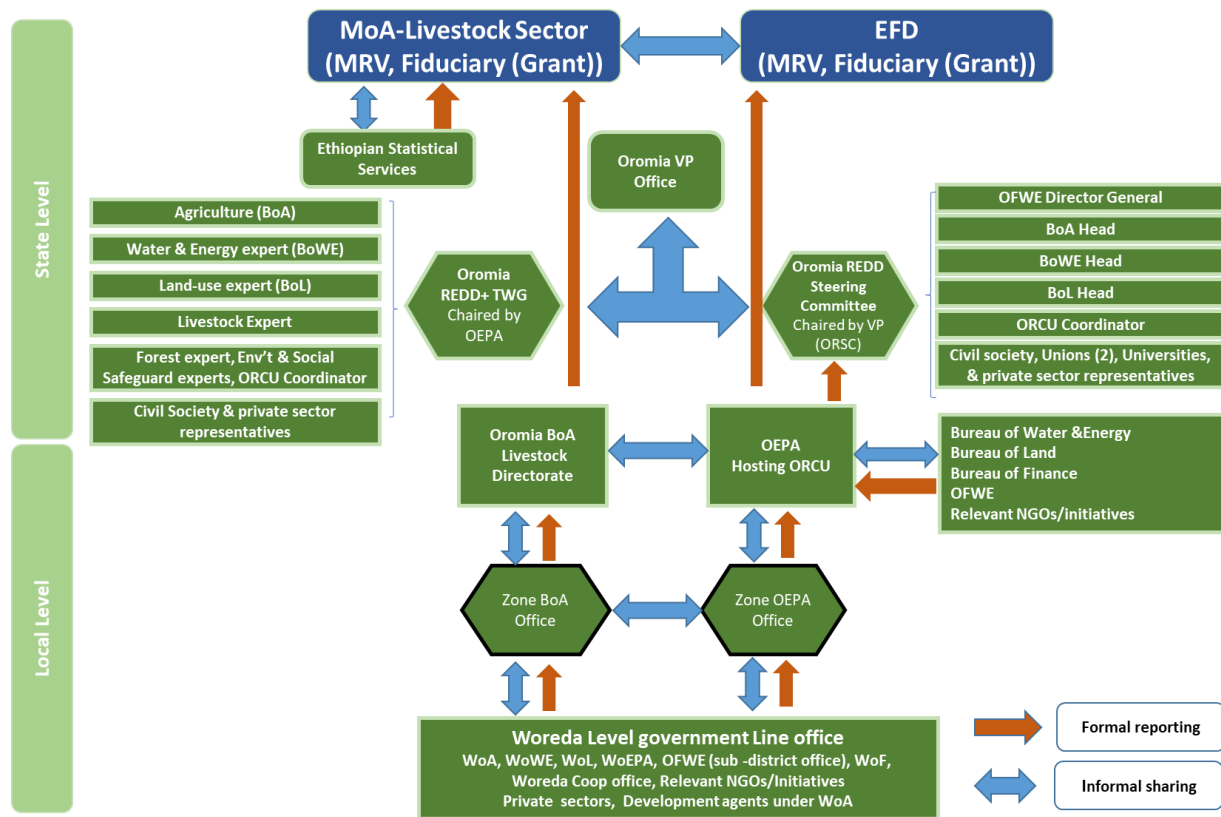 State Level
Local Level
MoA-Livestock Sector
(MRV, Fiduciary (Grant))
EFD
(MRV, Fiduciary (Grant))
Ethiopian Statistical
Services
Oromia VP
Office
Agriculture (BoA)
Water & Energy expert (BoWE)
Land-use expert (BoL)
Livestock Expert
Forest expert, Env't & Social
Safeguard experts, ORCU Coordinator
Civil Society & private sector
representatives
Oromia
REDD+ TWG
Chaired by
OEPA
Oromia REDD
Steering
Committee
Chaired by VP
(ORSC)
OFWE Director General
BoA Head
BoWE Head
BoL Head
ORCU Coordinator
Civil society, Unions (2), Universities,
& private sector representatives
Oromia BoA
Livestock
Directorate
OEPA
Hosting ORCU
Bureau of Water &Energy
Bureau of Land
Bureau of Finance
OFWE
Relevant NGOs/initiatives
Zone BoA
Office
Zone OEPA
Office
Woreda Level government Line office
WoA, WoWE, WoL, WoEPA, OFWE (sub -district office), WoF,
Woreda Coop office, Relevant NGOs/Initiatives
Private sectors, Development agents under WoA
Formal reporting
Informal sharing